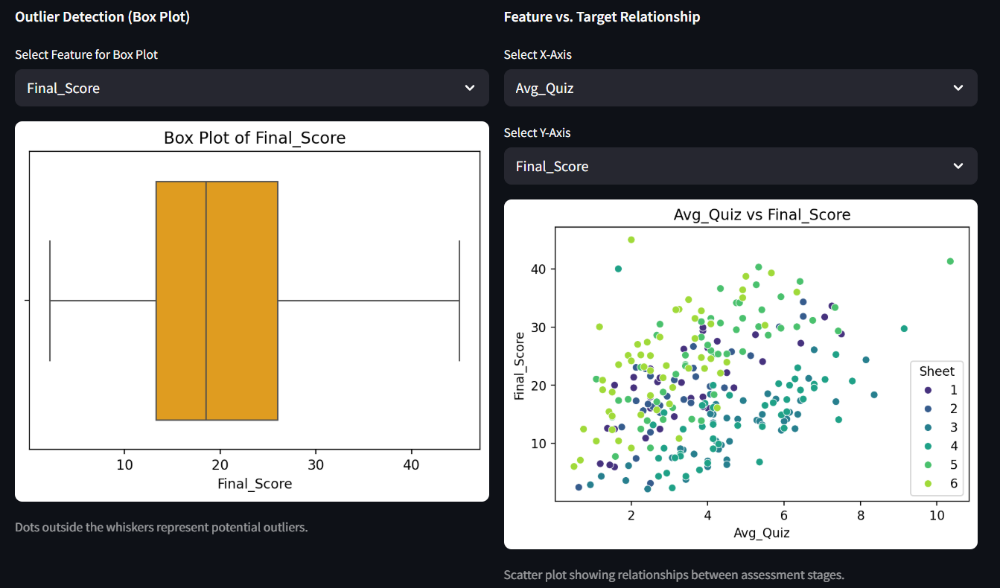 Outlier Detection (Box Plot)
Select Feature for Box Plot
Final_Score
Box Plot of Final_Score
10 20 30 40
Final_Score
Dots outside the whiskers represent potential outliers.
Feature vs. Target Relationship
Select X-Axis
Avg_Quiz
Select Y-Axis
Final_Score
Avg_Quiz vs Final_Score
Final_Score
40
30
20
10
Sheet
1
2
3
4
5
6
2 4 6 8 10
Avg_Quiz
Scatter plot showing relationships between assessment stages.